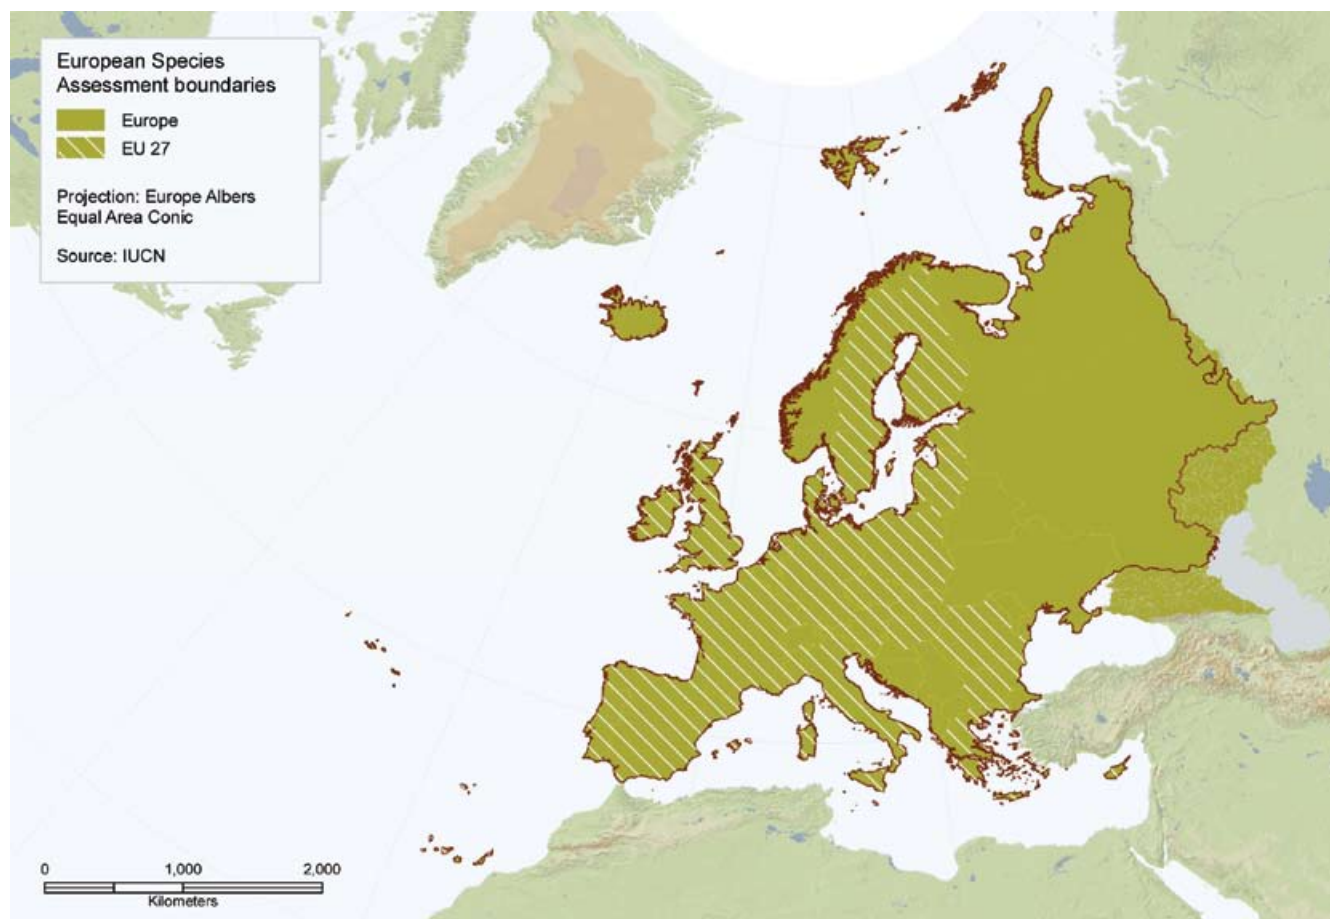 European Species
Assessment boundaries
Europe
EU 27
Projection: Europe Albers
Equal Area Conic
Source: IUCN
0 1,000 2,000
Kilometers